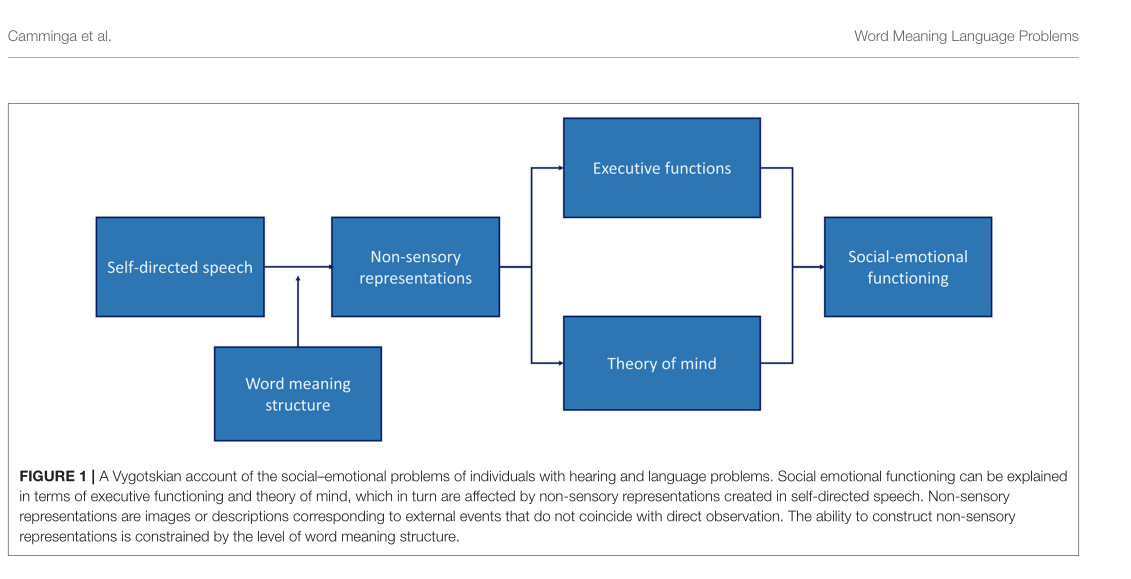 Camminga et al.
Word Meaning Language Problems
Executive functions
Self-directed speech
Non-sensory
representations
Social-emotional
functioning
Theory of mind
Word meaning
structure
FIGURE 1 | A Vygotskian account of the social–emotional problems of individuals with hearing and language problems. Social emotional functioning can be explained
in terms of executive functioning and theory of mind, which in turn are affected by non-sensory representations created in self-directed speech. Non-sensory
representations are images or descriptions corresponding to external events that do not coincide with direct observation. The ability to construct non-sensory
representations is constrained by the level of word meaning structure.